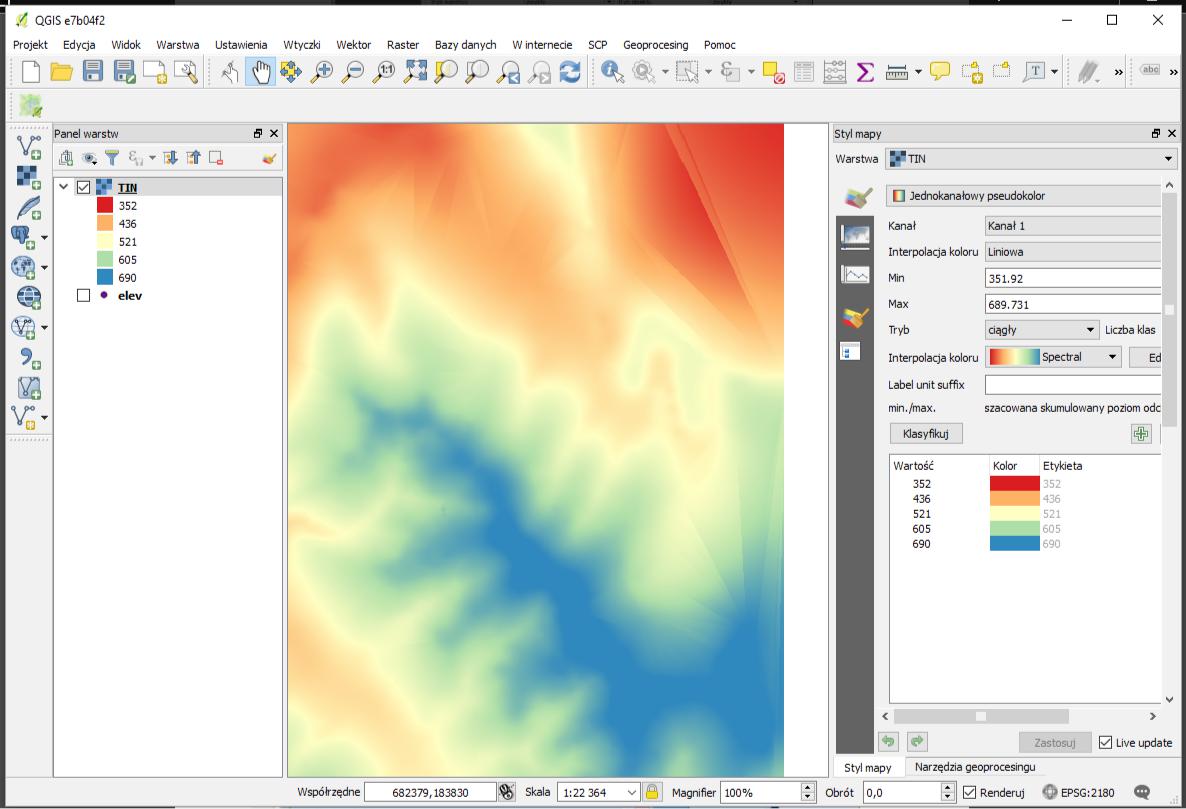 QGIS e7b04f2
Projekt Edycja Widok Warstwa Ustawienia Wtyczki Wektor Raster Bazy danych W internecie SCP Geoprocesing Pomoc
1:1
Σ
T
»
abc
»
Panel warstw
TIN
352
436
521
605
690
elev
Styl mapy
Warstwa TIN
Jednokanałowy pseudokolor
Kanał Kanał 1
Interpolacja koloru Liniowa
Min 351.92
Max 689.731
Tryb ciągły Liczba klas
Interpolacja koloru Spectral Ed
Label unit suffix
min./max. szacowana skumulowany poziom odc
Klasyfikuj
Wartość Kolor Etykieta
352 352
436 436
521 521
605 605
690 690
Zastosuj Live update
Styl mapy Narzędzia geoprocesingu
Współrzędne 682379,183830 Skala 1:22 364 Magnifier 100% Obrót 0,0 Renderuj EPSG:2180